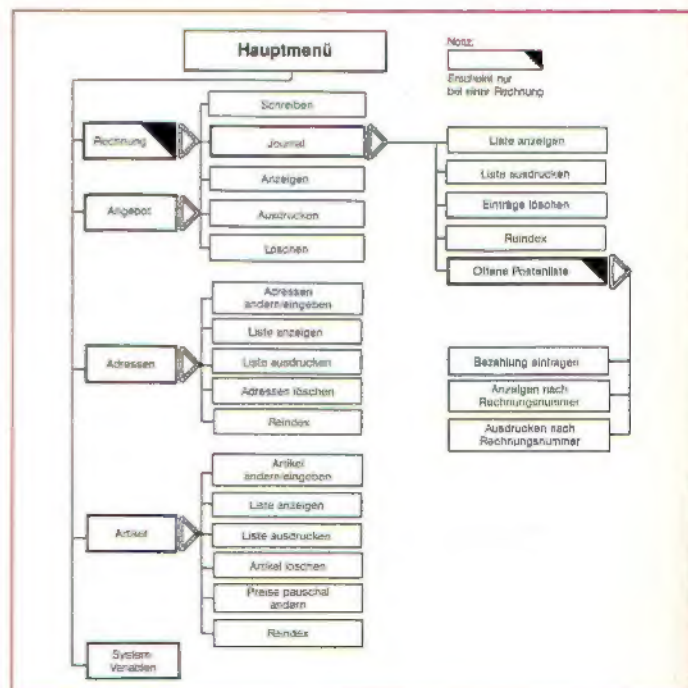 Hauptmenü
Notiz:
Erscheint nur
bei einer Rechnung
Rechnung
Angebot
Schreiben
Journal
Anzeigen
Ausdrucken
Löschen
Liste anzeigen
Liste ausdrucken
Einträge löschen
Reindex
Offene Postenliste
Bezahlung eintragen
Anzeigen nach
Rechnungsnummer
Ausdrucken nach
Rechnungsnummer
Adressen
Adressen
ändern/eingeben
Liste anzeigen
Liste ausdrucken
Adressen löschen
Reindex
Artikel
Artikel
ändern/eingeben
Liste anzeigen
Liste ausdrucken
Artikel löschen
Preise pauschal
ändern
Reindex
System-
Variablen